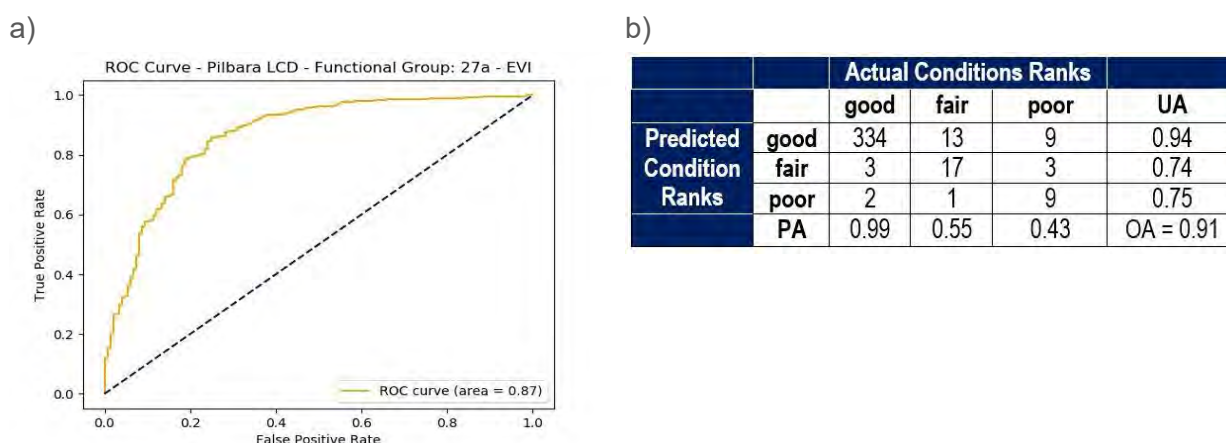 a)
b)
ROC Curve - Pilbara LCD - Functional Group: 27a - EVI
1.0
0.8
0.6
0.4
0.2
0.0
True Positive Rate
ROC curve (area = 0.87)
0.0 0.2 0.4 0.6 0.8 1.0
False Positive Rate
Actual Conditions Ranks
good fair poor UA
Predicted Condition Ranks
good 334 13 9 0.94
fair 3 17 3 0.74
poor 2 1 9 0.75
PA 0.99 0.55 0.43 OA = 0.91